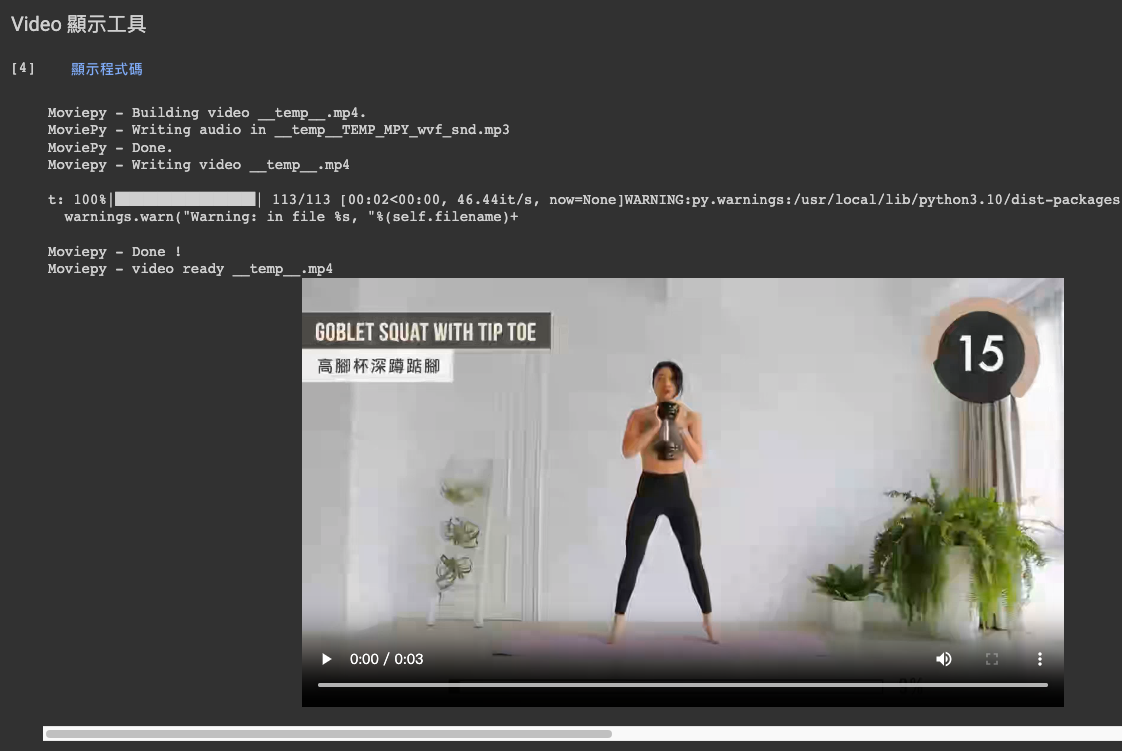 Video 顯示工具
[4] 顯示程式碼
Moviepy - Building video __temp__.mp4.
MoviePy - Writing audio in __temp__TEMP_MPY_wvf_snd.mp3
MoviePy - Done.
Moviepy - Writing video __temp__.mp4
t: 100%|██████████| 113/113 [00:02<00:00, 46.44it/s, now=None]WARNING:py.warnings:/usr/local/lib/python3.10/dist-packages
warnings.warn("Warning: in file %s, "%(self.filename)+
Moviepy - Done !
Moviepy - video ready __temp__.mp4
GOBLET SQUAT WITH TIP TOE
15
高腳杯深蹲踮腳
0:00 / 0:03